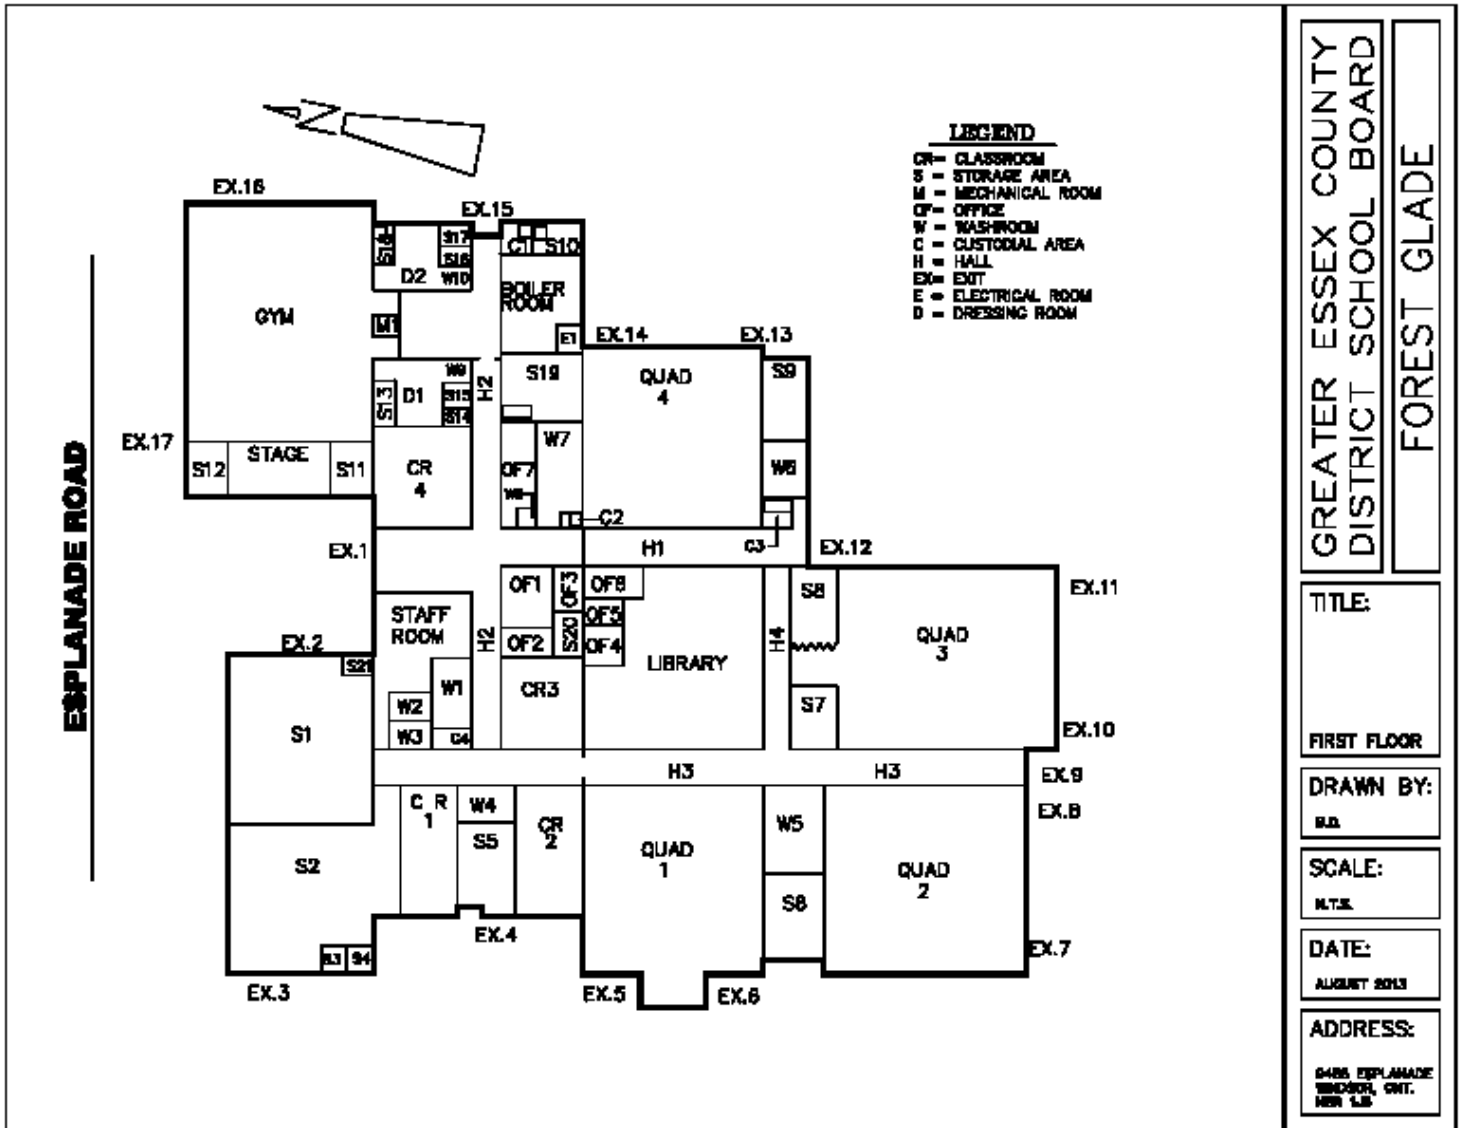 N
LEGEND
CR= CLASSROOM
S = STORAGE AREA
M = MECHANICAL ROOM
OF= OFFICE
W = WASHROOM
C = CUSTODIAL AREA
H = HALL
EX= EXIT
E = ELECTRICAL ROOM
D = DRESSING ROOM
EX.16
EX.15
S18
S17
S16
D2
W10
C1
S10
BOILER
ROOM
GYM
M1
E1
EX.14
EX.13
W9
S19
QUAD
4
S9
S13
D1
S15
S14
H2
EX.17
S12
STAGE
S11
CR
4
OF7
W7
W6
C2
ESPLANADE ROAD
EX.1
H1
C3
EX.12
EX.11
OF1
OF3
OF6
S8
STAFF
ROOM
H2
OF2
S20
OF5
OF4
H4
QUAD
3
EX.2
S21
LIBRARY
W1
CR3
S7
W2
W3
C4
S1
EX.10
H3
H3
EX.9
C R
1
W4
CR
2
W5
EX.8
S5
S2
QUAD
1
QUAD
2
S6
S3
S4
EX.4
EX.7
EX.3
EX.5
EX.6
GREATER ESSEX COUNTY
DISTRICT SCHOOL BOARD
FOREST GLADE
TITLE:
FIRST FLOOR
DRAWN BY:
SCALE:
N.T.S.
DATE:
AUGUST 2013
ADDRESS:
ESPLANADE
WINDSOR, ONT.